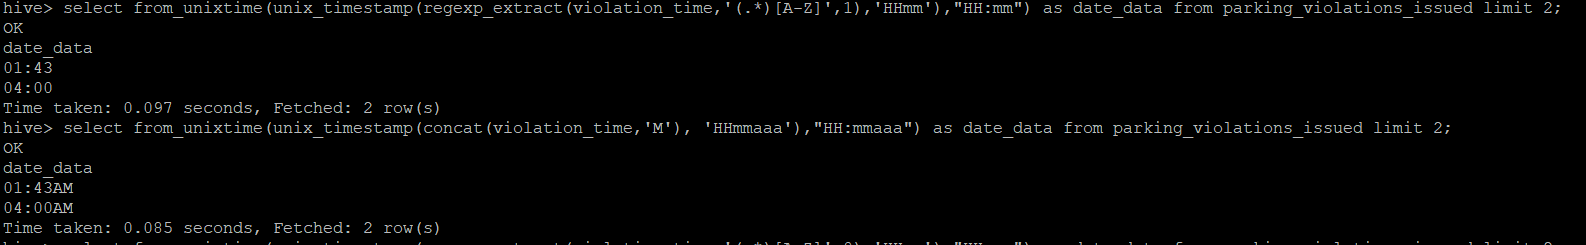 hive> select from_unixtime(unix_timestamp(regexp_extract(violation_time,'(.*)[A-Z]',1),'HHmm'),"HH:mm") as date_data from parking_violations_issued limit 2;
OK
date_data
01:43
04:00
Time taken: 0.097 seconds, Fetched: 2 row(s)
hive> select from_unixtime(unix_timestamp(concat(violation_time,'M'), 'HHmmaaa'),"HH:mmaaa") as date_data from parking_violations_issued limit 2;
OK
date_data
01:43AM
04:00AM
Time taken: 0.085 seconds, Fetched: 2 row(s)